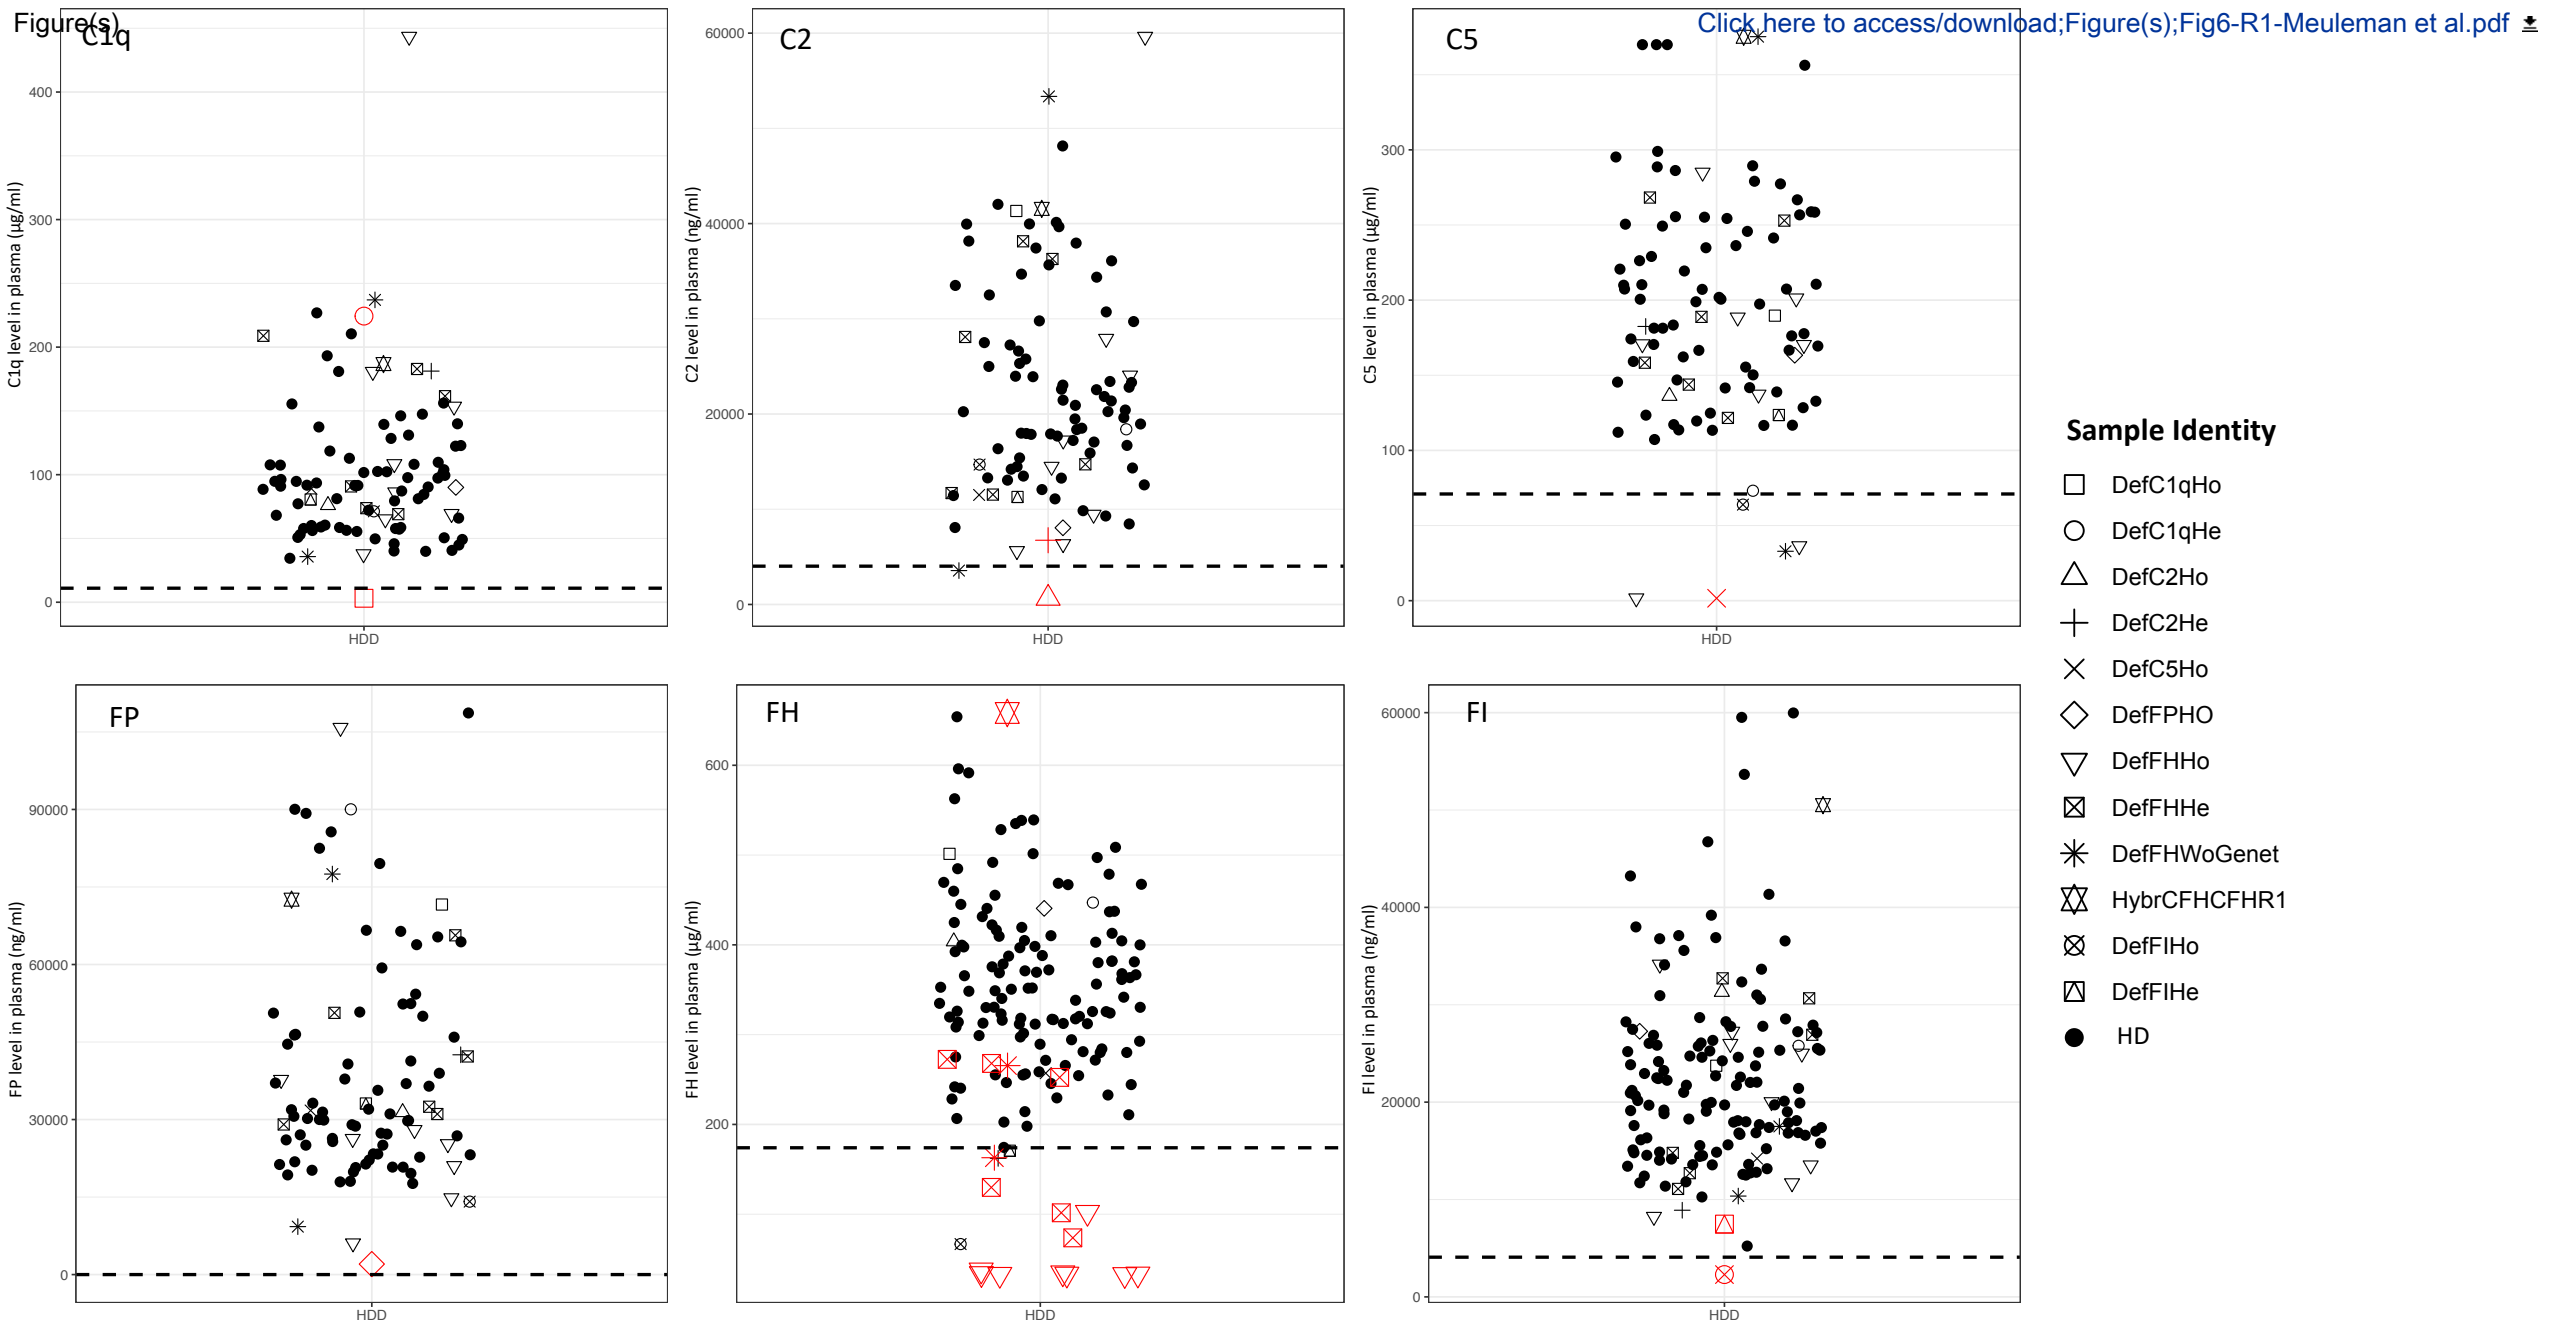 Figure(s)
Click here to access/download;Figure(s);Fig6-R1-Meuleman et al.pdf
C1q
C1q level in plasma (µg/ml)
400
300
200
100
0
HDD
C2
C2 level in plasma (ng/ml)
60000
40000
20000
0
HDD
C5
C5 level in plasma (µg/ml)
300
200
100
0
HDD
FP
FP level in plasma (ng/ml)
90000
60000
30000
0
HDD
FH
FH level in plasma (µg/ml)
600
400
200
HDD
FI
FI level in plasma (ng/ml)
60000
40000
20000
0
HDD
Sample Identity
DefC1qHo
DefC1qHe
DefC2Ho
DefC2He
DefC5Ho
DefFPHO
DefFHHo
DefFHHe
DefFHWoGenet
HybrCFHCFHR1
DefFIHo
DefFIHe
HD